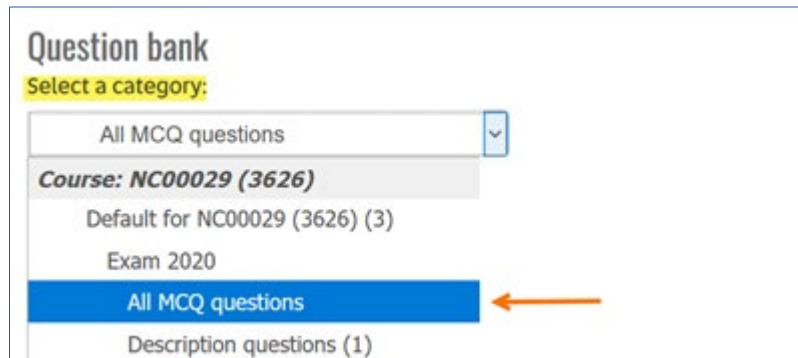 Question bank
Select a category:
All MCQ questions
Course: NC00029 (3626)
Default for NC00029 (3626) (3)
Exam 2020
All MCQ questions
Description questions (1)